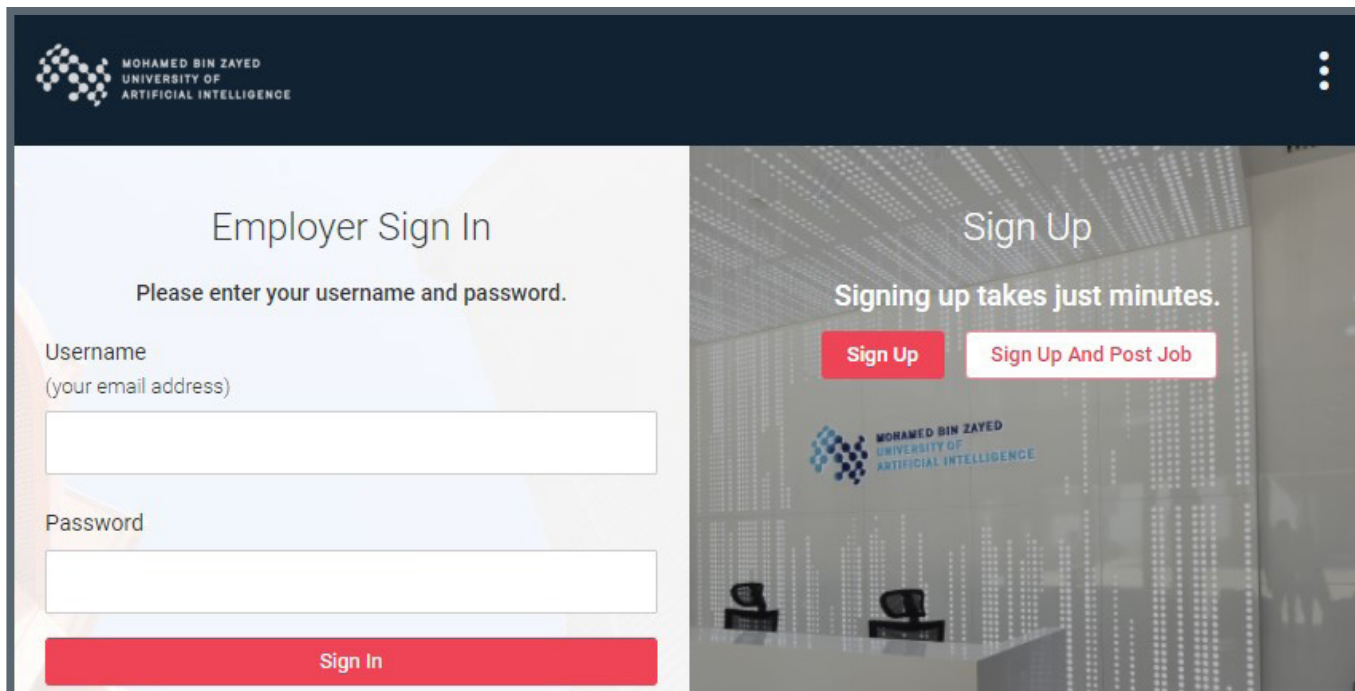 MOHAMED BIN ZAYED
UNIVERSITY OF
ARTIFICIAL INTELLIGENCE
Employer Sign In
Please enter your username and password.
Username
(your email address)
Password
Sign In
Sign Up
Signing up takes just minutes.
Sign Up
Sign Up And Post Job
MOHAMED BIN ZAYED
UNIVERSITY OF
ARTIFICIAL INTELLIGENCE